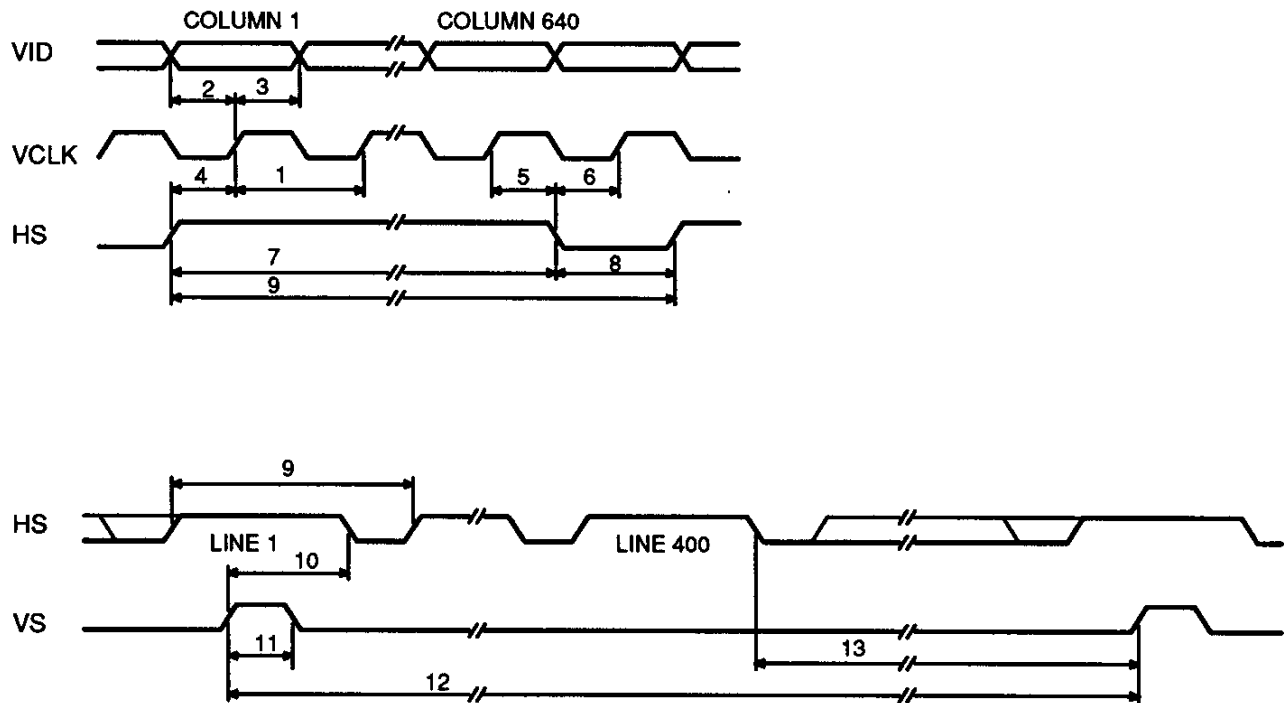 COLUMN 1 COLUMN 640
VID
2 3
VCLK
4 1 5 6
HS
7 8
9
9
HS
LINE 1 LINE 400
10
VS
11 13
12